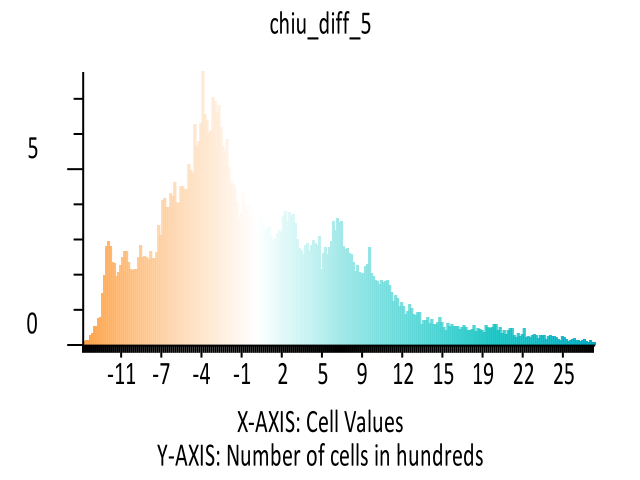 chiu_diff_5
5
0
-11 -7 -4 -1 2 5 9 12 15 19 22 25
X-AXIS: Cell Values
Y-AXIS: Number of cells in hundreds